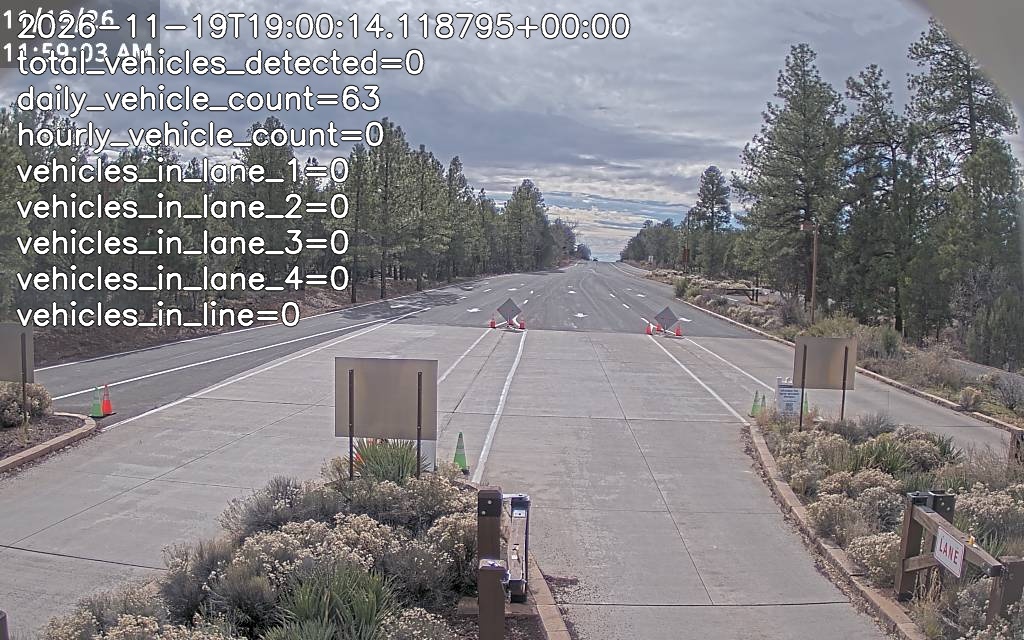 2026-11-19T19:00:14.118795+00:00
11:59:03 AM
total_vehicles_detected=0
daily_vehicle_count=63
hourly_vehicle_count=0
vehicles_in_lane_1=0
vehicles_in_lane_2=0
vehicles_in_lane_3=0
vehicles_in_lane_4=0
vehicles_in_line=0
LANE